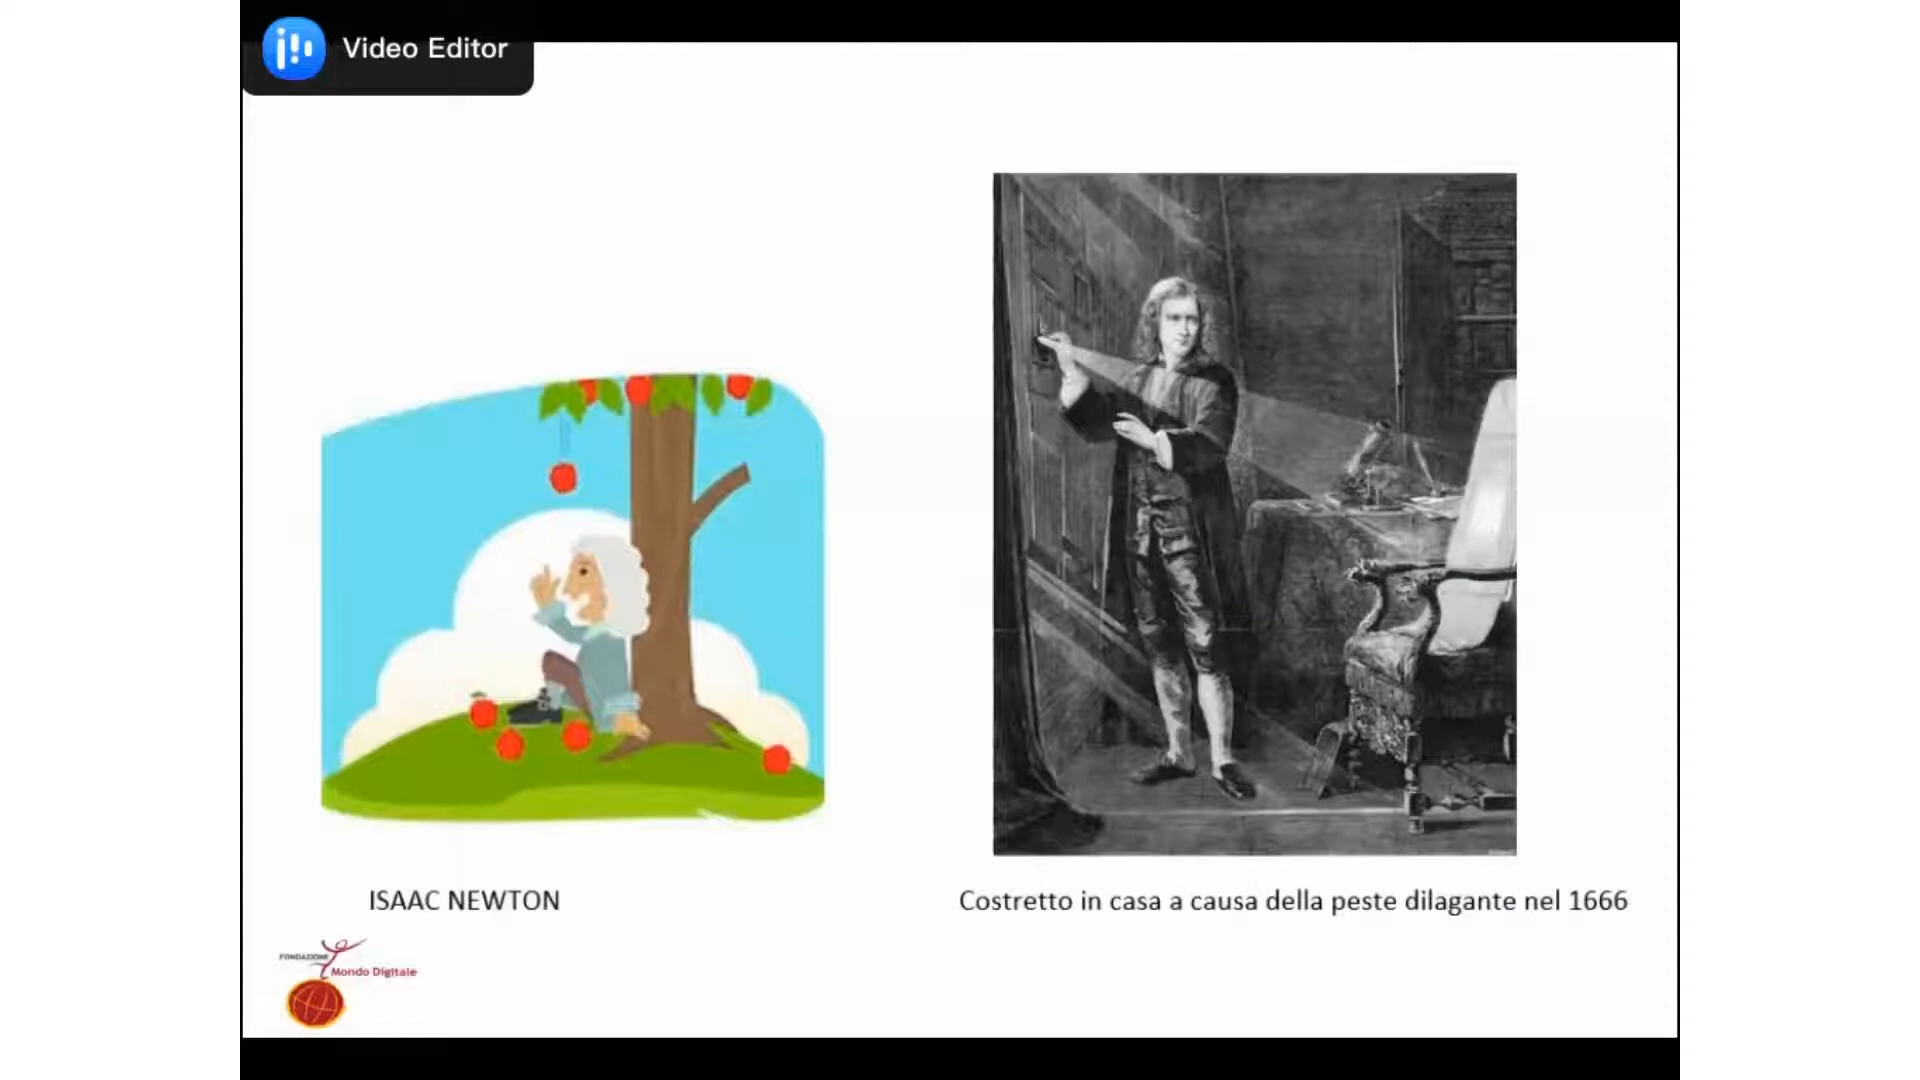 Video Editor
ISAAC NEWTON
Costretto in casa a causa della peste dilagante nel 1666
FONDAZIONE
Mondo Digitale